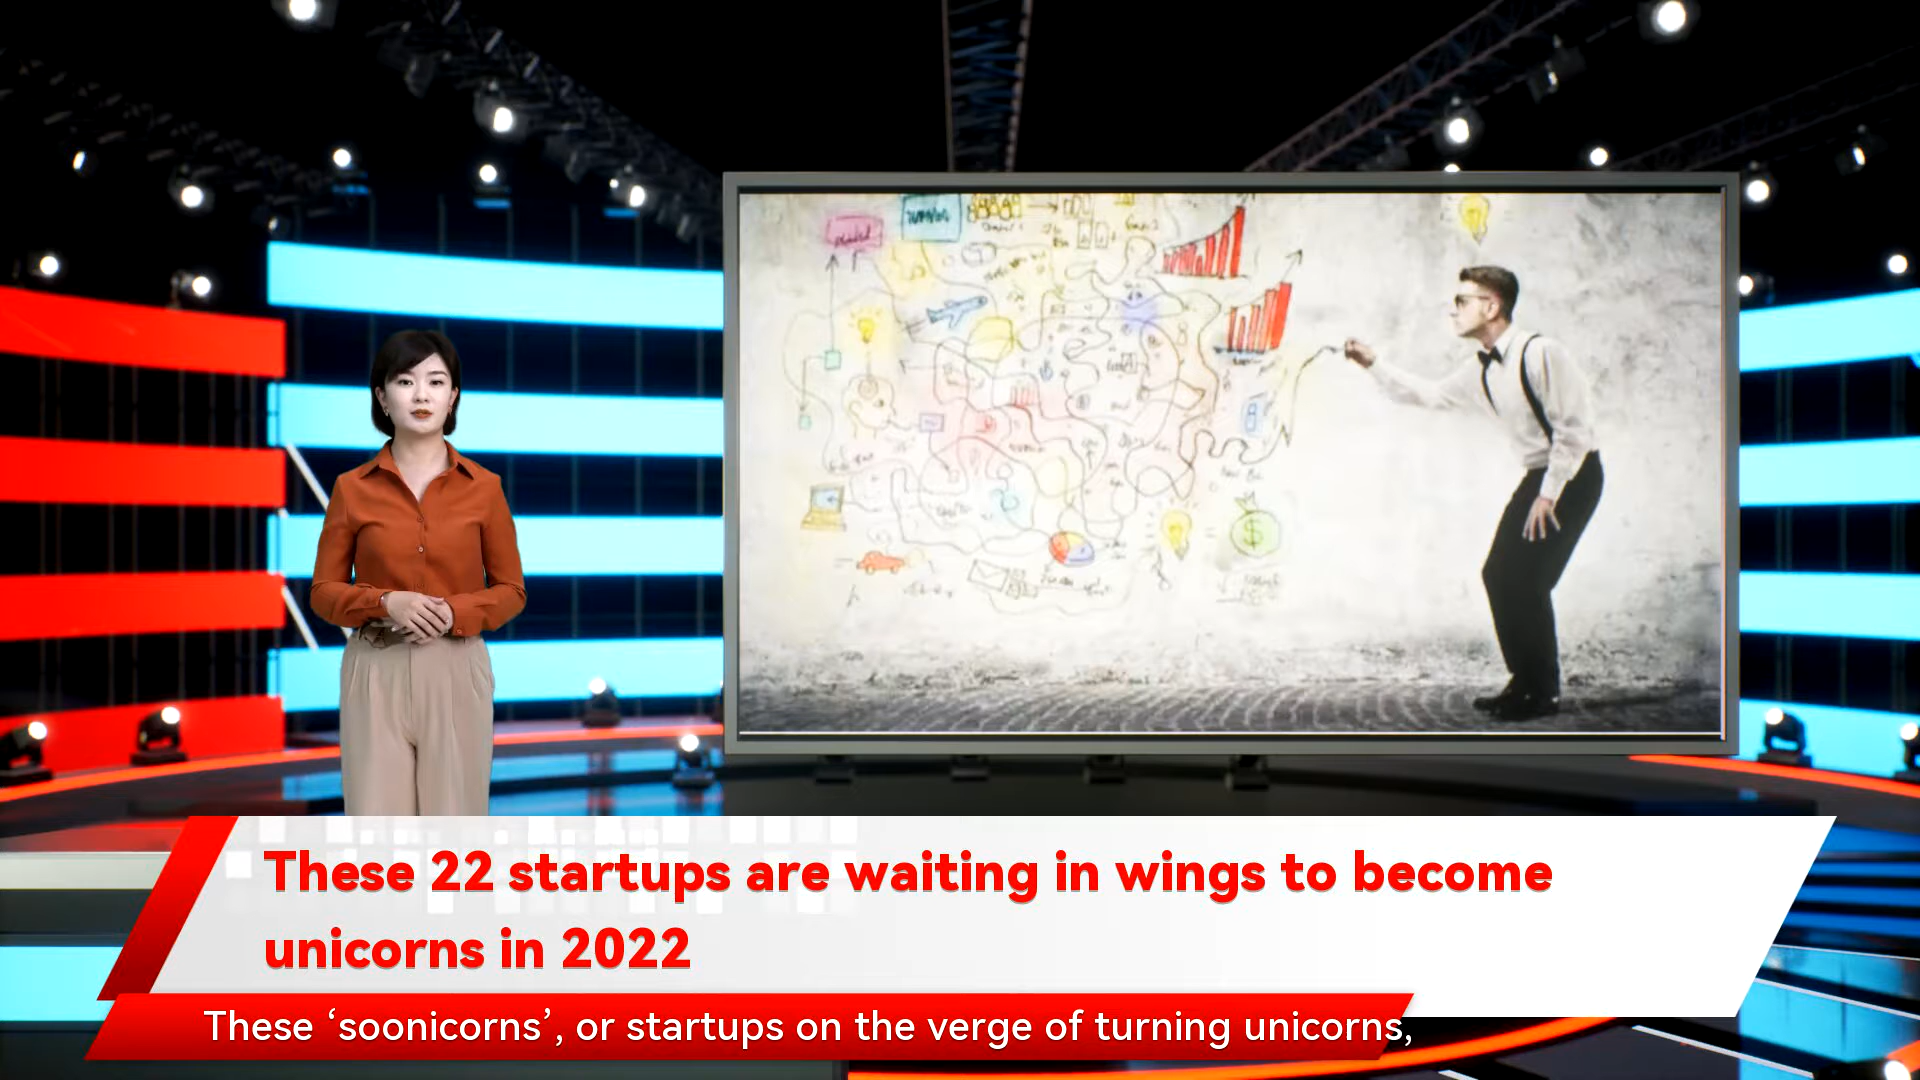 These 22 startups are waiting in wings to become
unicorns in 2022
These ‘soonicorns’, or startups on the verge of turning unicorns,